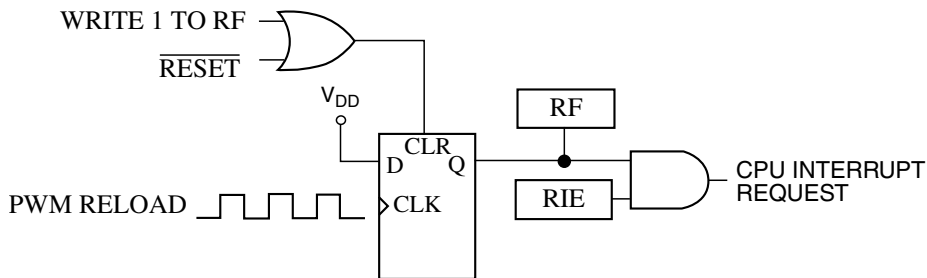 WRITE 1 TO RF
RESET
VDD
RF
CLR
D
Q
CPU INTERRUPT
REQUEST
RIE
PWM RELOAD
CLK